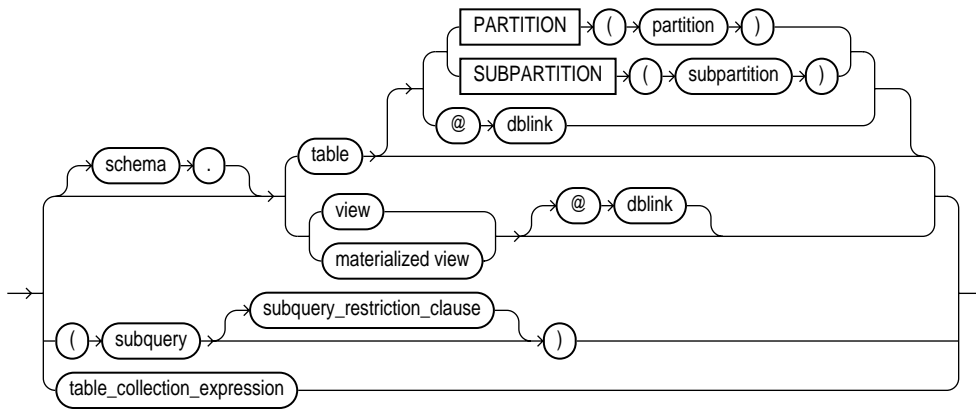 PARTITION ( partition )
SUBPARTITION ( subpartition )
@ dblink
table
schema .
view
@ dblink
materialized view
subquery_restriction_clause
( subquery )
table_collection_expression